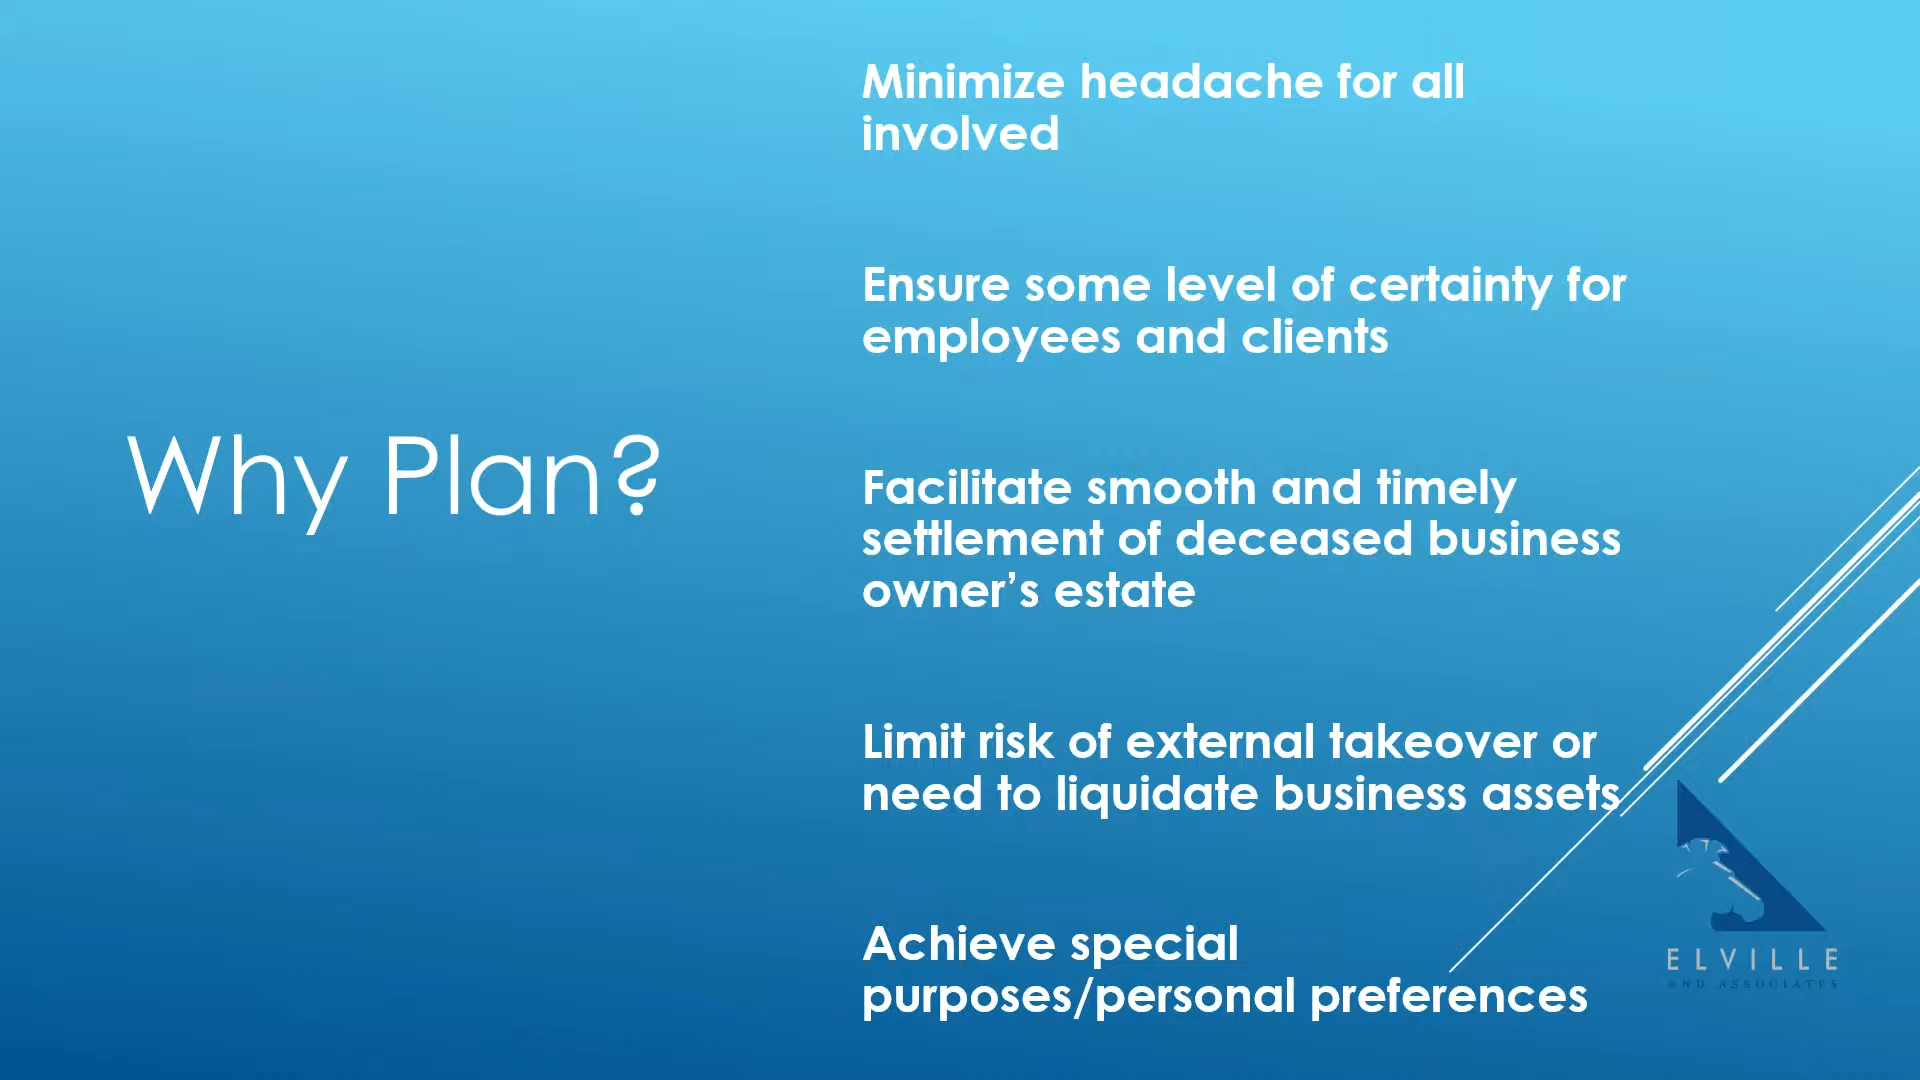 Why Plan?
Minimize headache for all
involved
Ensure some level of certainty for
employees and clients
Facilitate smooth and timely
settlement of deceased business
owner’s estate
Limit risk of external takeover or
need to liquidate business assets
Achieve special
purposes/personal preferences
ELVILLE
AND ASSOCIATES